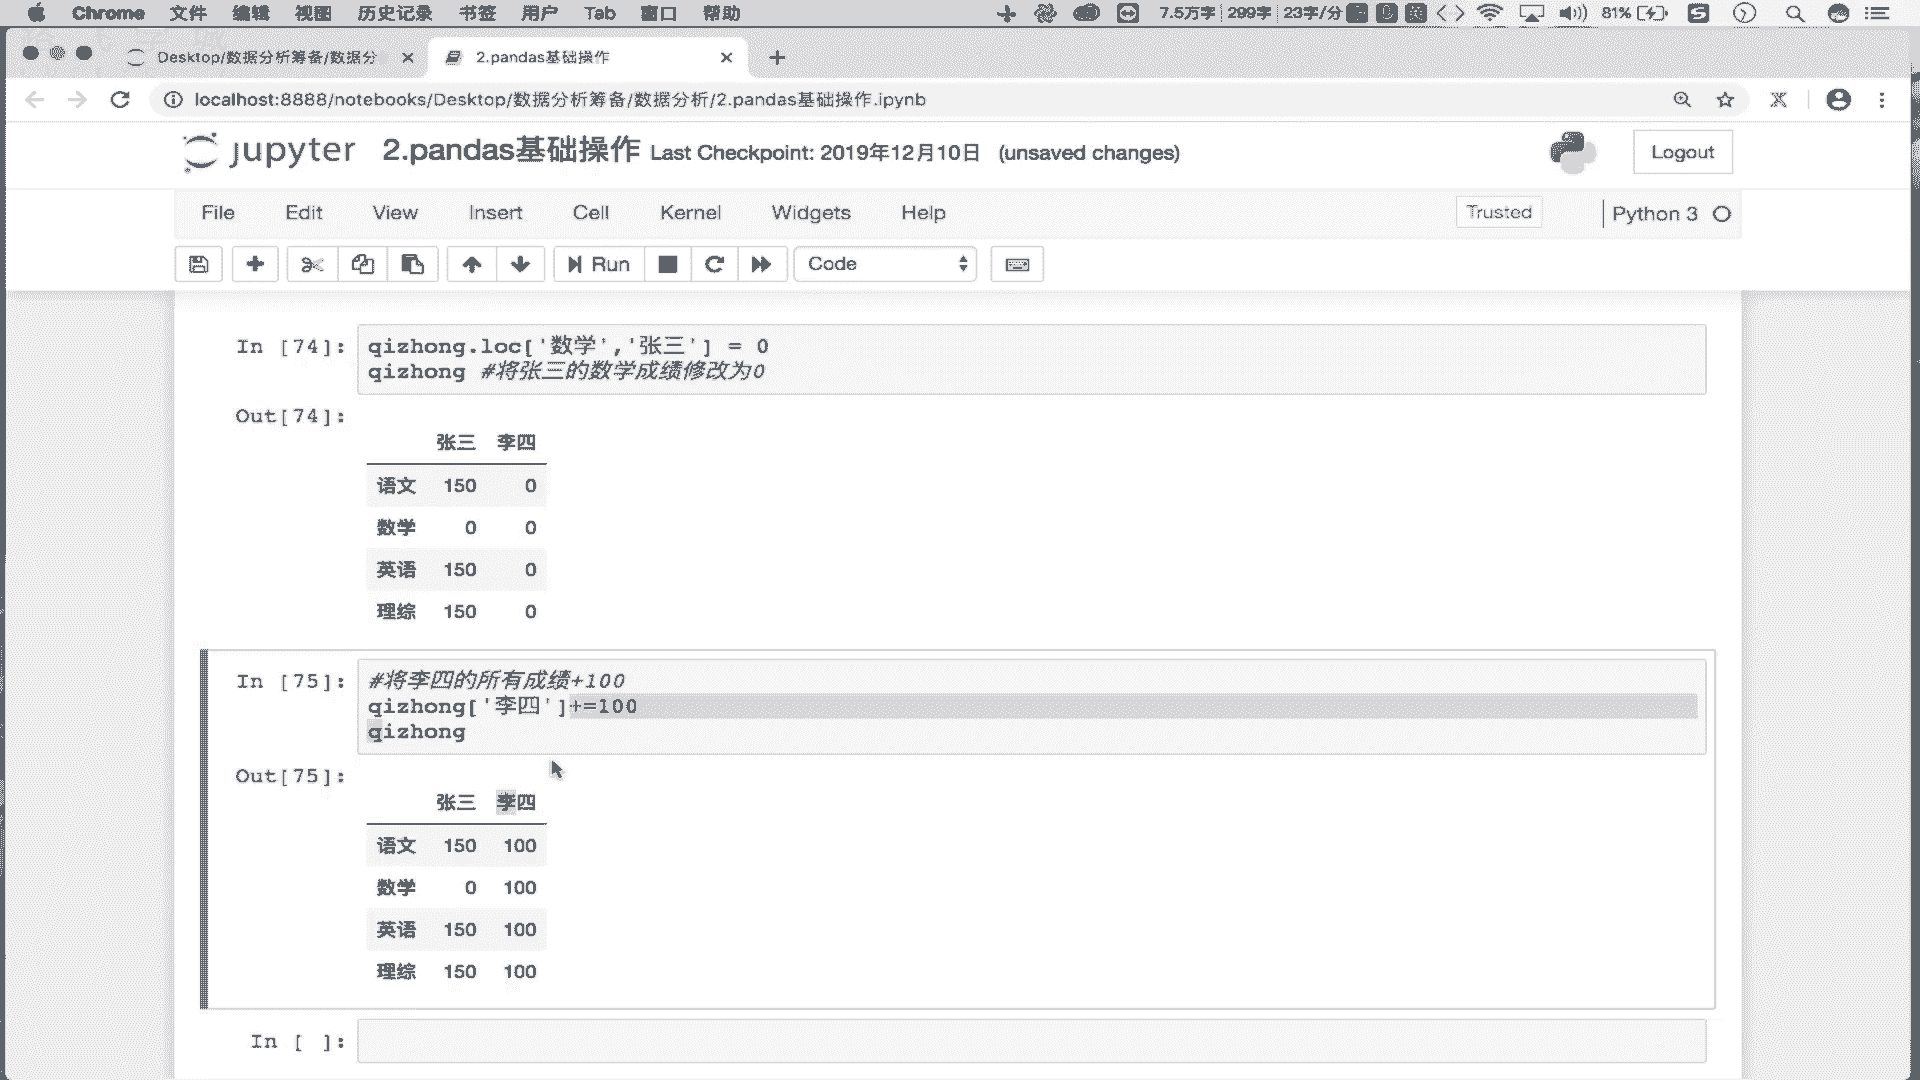 Chrome 文件 编辑 视图 历史记录 书签 用户 Tab 窗口 帮助 7.5万字 299字 23字/分 81%
Desktop/数据分析筹备/数据分
2.pandas基础操作
localhost:8888/notebooks/Desktop/数据分析筹备/数据分析/2.pandas基础操作.ipynb
jupyter 2.pandas基础操作 Last Checkpoint: 2019年12月10日 (unsaved changes)
Logout
File Edit View Insert Cell Kernel Widgets Help Trusted Python 3
Run Code
In [74]: qizhong.loc['数学','张三'] = 0
qizhong #将张三的数学成绩修改为0
Out[74]:
张三 李四
语文 150 0
数学 0 0
英语 150 0
理综 150 0
In [75]: #将李四的所有成绩+100
qizhong['李四']+=100
qizhong
Out[75]:
张三 李四
语文 150 100
数学 0 100
英语 150 100
理综 150 100
In [ ]: